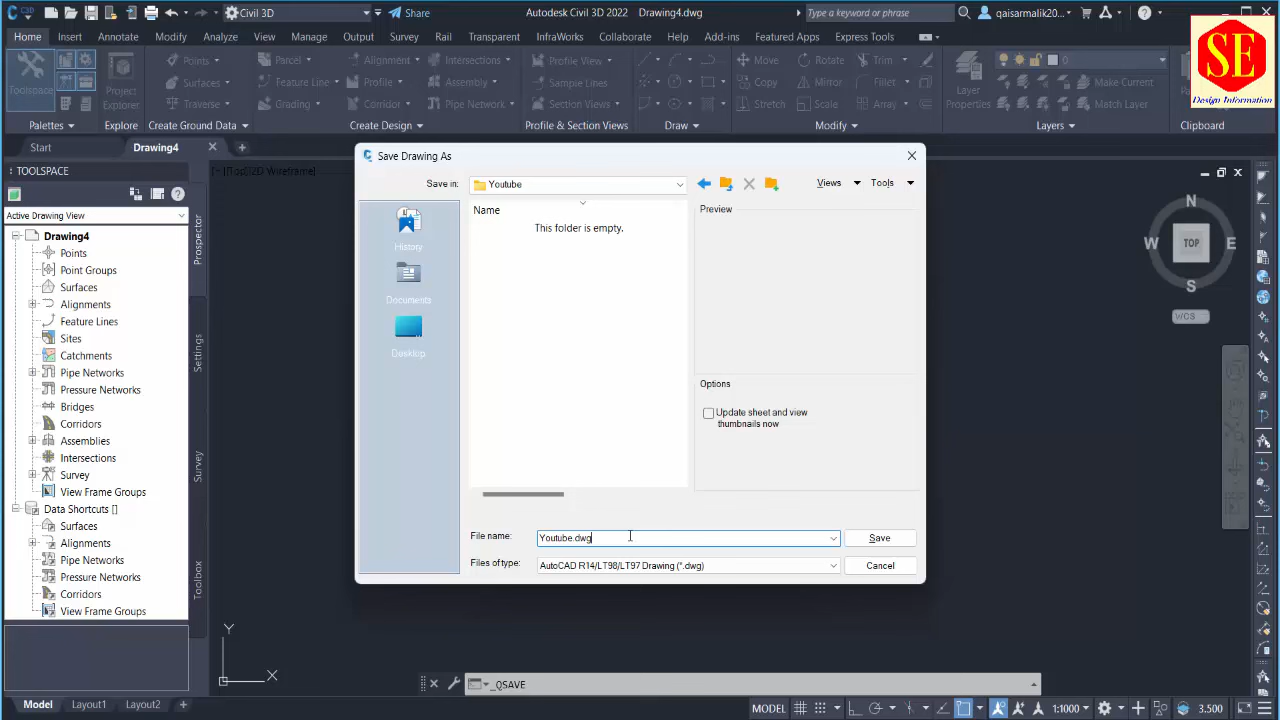 C3D
Civil 3D
Share
Autodesk Civil 3D 2022 Drawing4.dwg
Type a keyword or phrase
qaisarmalik20...
Home Insert Annotate Modify Analyze View Manage Output Survey Rail Transportation InfraWorks Collaborate Help Add-ins Featured Apps Express Tools
Toolspace
Project
Explorer
Points
Surfaces
Traverse
Parcel
Feature Line
Grading
Alignment
Profile
Corridor
Intersections
Assembly
Pipe Network
Profile View
Sample Lines
Section Views
Move
Copy
Stretch
Rotate
Mirror
Scale
Trim
Fillet
Array
Layer
Properties
0
Make Current
Match Layer
Palettes Explore Create Ground Data Create Design Profile & Section Views Draw Modify Layers Clipboard
SE
Design Information
Start Drawing4
[-][Top][2D Wireframe]
TOOLSPACE
Active Drawing View
Drawing4
Points
Point Groups
Surfaces
Alignments
Feature Lines
Sites
Catchments
Pipe Networks
Pressure Networks
Bridges
Corridors
Assemblies
Intersections
Survey
View Frame Groups
Data Shortcuts []
Surfaces
Alignments
Pipe Networks
Pressure Networks
Corridors
View Frame Groups
Prospector
Settings
Survey
Toolbox
Save Drawing As
Save in: Youtube
Views Tools
History
Documents
Desktop
Name
This folder is empty.
Preview
Options
Update sheet and view
thumbnails now
File name: Youtube.dwg
Save
Files of type: AutoCAD R14/LT98/LT97 Drawing (*.dwg)
Cancel
N
W TOP E
S
WCS
Y
X
_QSAVE
Model Layout1 Layout2
MODEL
1:1000
3.500